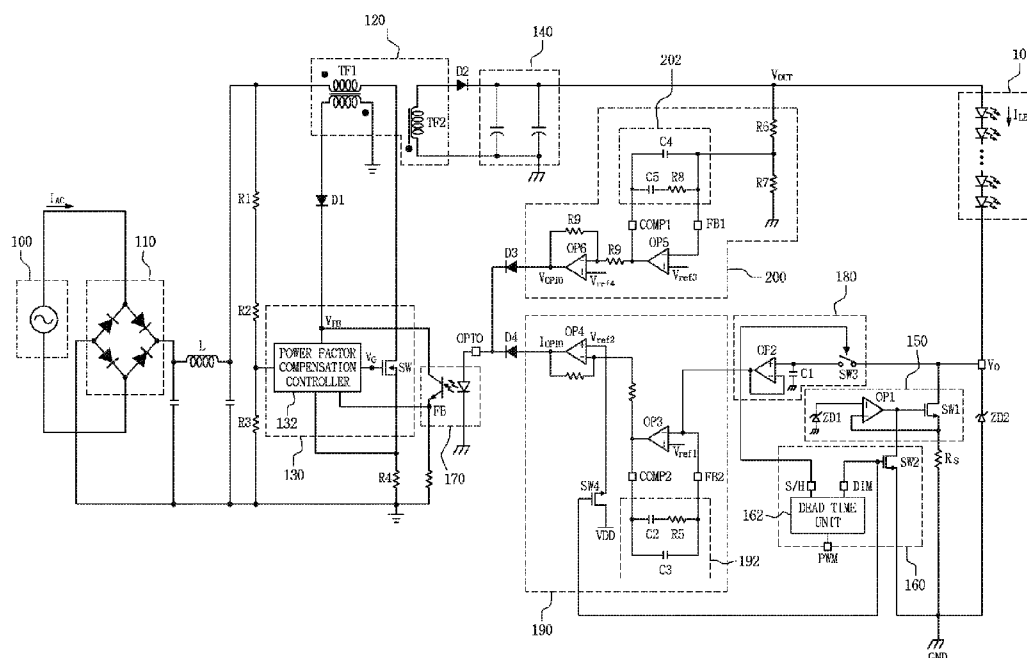 120
140
10
TF1
D2
202
VOUT
ILE
TF2
C4
R6
C5
R8
R7
R1
D1
IAC
COMP1
FB1
R9
OP6
R9
OP5
D3
VGPIO
Vref4
Vref3
200
100
110
180
R2
VFB
OPTO
D4
OP4
Vref2
IGPIO
L
VG
SW
POWER FACTOR
COMPENSATION
CONTROLLER
132
FB
OP2
C1
SW3
150
VO
OP1
SW1
ZD1
ZD2
OP3
Vref1
R3
130
170
R4
COMP2
FB2
SW4
VDD
SW2
RS
S/H
DIM
162
DEAD TIME
UNIT
C2
R5
C3
192
PWM
160
190
GND